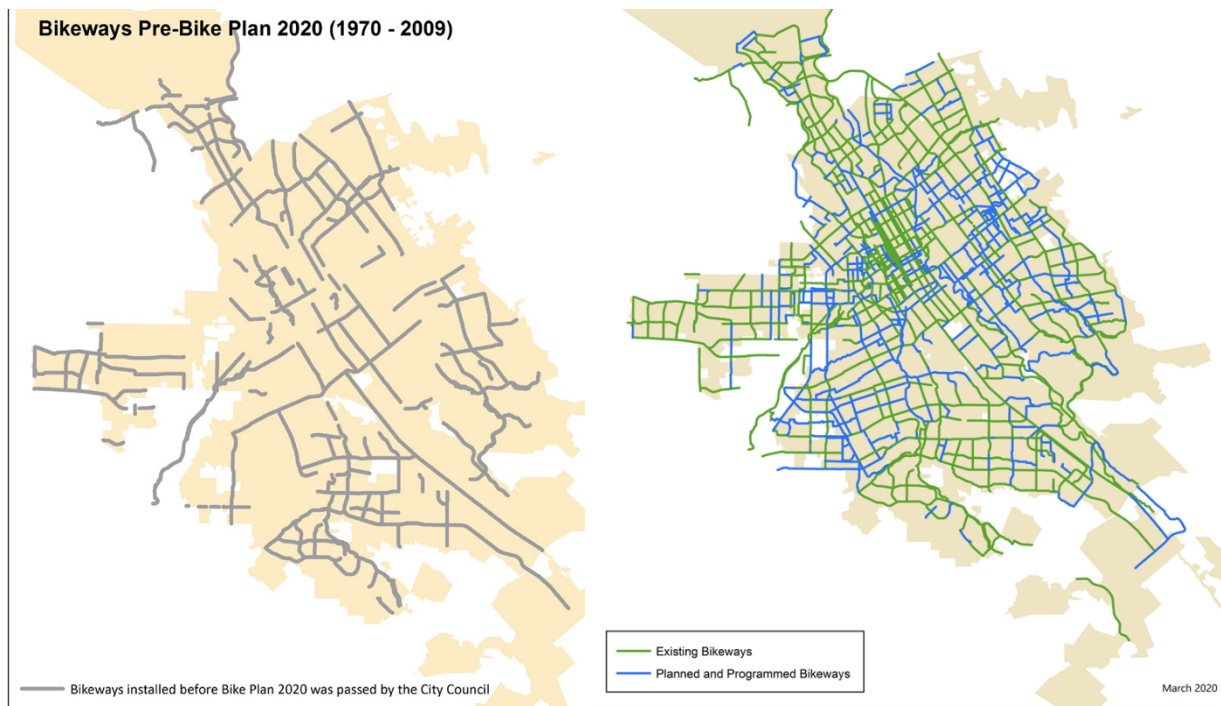 Bikeways Pre-Bike Plan 2020 (1970 - 2009)
Bikeways installed before Bike Plan 2020 was passed by the City Council
Existing Bikeways
Planned and Programmed Bikeways
March 2020